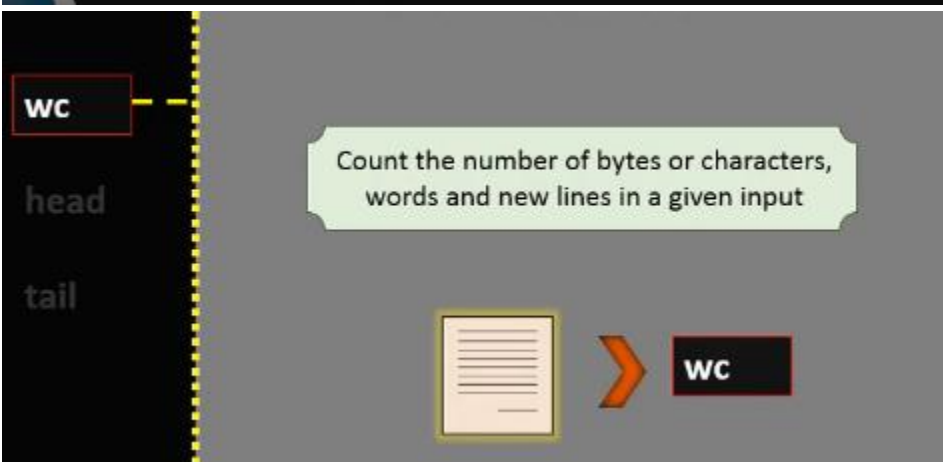 wc
head
tail
Count the number of bytes or characters,
words and new lines in a given input
wc